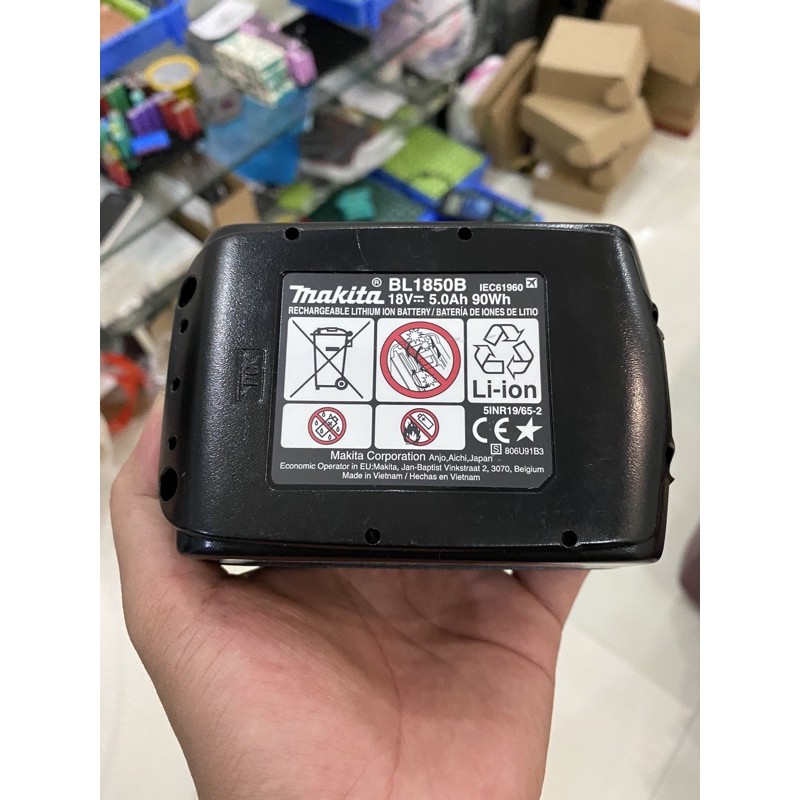 makita® BL1850B IEC61960
18V⎓ 5.0Ah 90Wh
RECHARGEABLE LITHIUM ION BATTERY / BATERÍA DE IONES DE LITIO
Li-ion
5INR19/65-2
CE
S 806U91B3
Makita Corporation Anjo,Aichi,Japan
Economic Operator in EU:Makita, Jan-Baptist Vinkstraat 2, 3070, Belgium
Made in Vietnam / Hechas en Vietnam